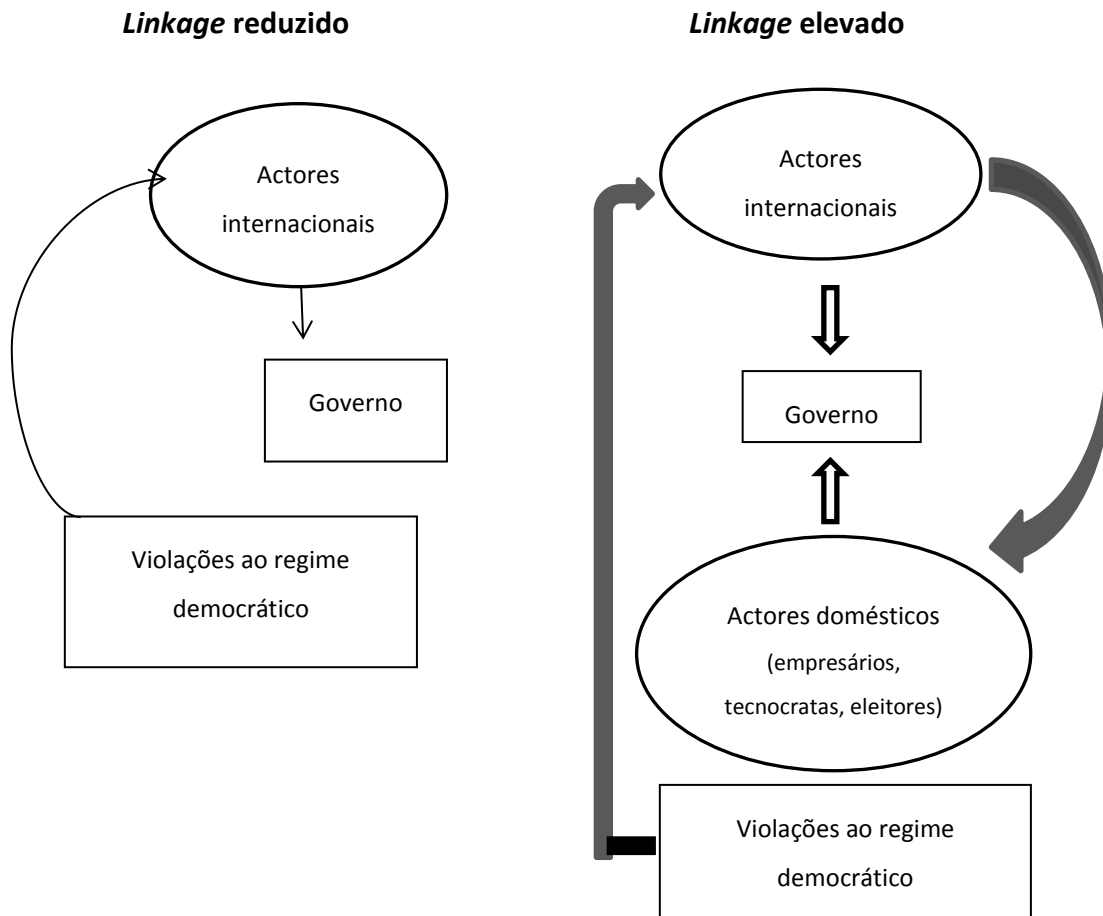 Linkage reduzido
Actores
internacionais
Governo
Violações ao regime
democrático
Linkage elevado
Actores
internacionais
Governo
Actores domésticos
(empresários,
tecnocratas, eleitores)
Violações ao regime
democrático